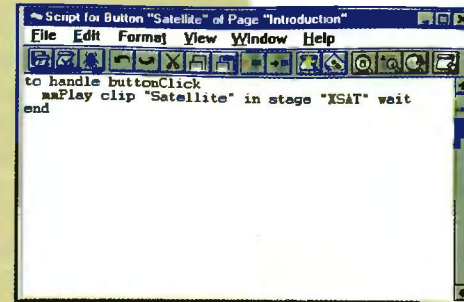 Script for Button "Satellite" of Page "Introduction"
File Edit Format View Window Help
to handle buttonClick
mmPlay clip "Satellite" in stage "XSAT" wait
end